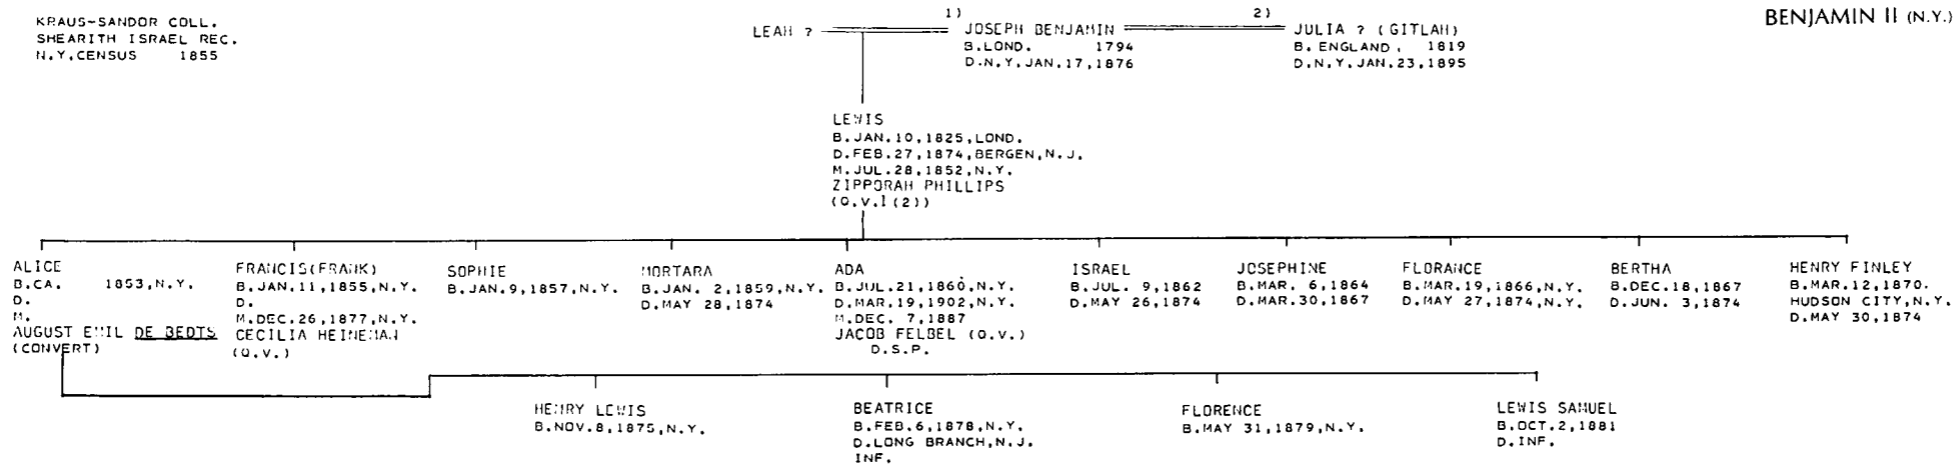 KRAUS-SANDOR COLL.
SHEARITH ISRAEL REC.
N.Y.CENSUS 1855
BENJAMIN II (N.Y.)
LEAH ?
1)
JOSEPH BENJAMIN
B.LOND. 1794
D.N.Y.JAN.17,1876
2)
JULIA ? (GITLAH)
B. ENGLAND, 1819
D.N.Y.JAN.23,1895
LEWIS
B.JAN.10,1825,LOND.
D.FEB.27,1874,BERGEN,N.J.
M.JUL.28,1852,N.Y.
ZIPPORAH PHILLIPS
(Q.V.I(2))
ALICE
B.CA. 1853,N.Y.
D.
M.
AUGUST EMIL DE BEDTS
(CONVERT)
FRANCIS(FRANK)
B.JAN.11,1855,N.Y.
D.
M.DEC.26,1877,N.Y.
CECILIA HEINEMAN
(Q.V.)
SOPHIE
B.JAN.9,1857,N.Y.
MORTARA
B.JAN. 2,1859,N.Y.
D.MAY 28,1874
ADA
B.JUL.21,1860,N.Y.
D.MAR.19,1902,N.Y.
M.DEC. 7,1887
JACOB FELBEL (Q.V.)
D.S.P.
ISRAEL
B.JUL. 9,1862
D.MAY 26,1874
JOSEPHINE
B.MAR. 6,1864
D.MAR.30,1867
FLORANCE
B.MAR.19,1866,N.Y.
D.MAY 27,1874,N.Y.
BERTHA
B.DEC.18,1867
D.JUN. 3,1874
HENRY FINLEY
B.MAR.12,1870.
HUDSON CITY,N.Y.
D.MAY 30,1874
HENRY LEWIS
B.NOV.8,1875,N.Y.
BEATRICE
B.FEB.6,1878,N.Y.
D.LONG BRANCH,N.J.
INF.
FLORENCE
B.MAY 31,1879,N.Y.
LEWIS SAMUEL
B.OCT.2,1881
D.INF.